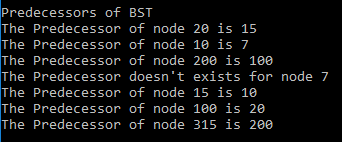 Predecessors of BST
The Predecessor of node 20 is 15
The Predecessor of node 10 is 7
The Predecessor of node 200 is 100
The Predecessor doesn't exists for node 7
The Predecessor of node 15 is 10
The Predecessor of node 100 is 20
The Predecessor of node 315 is 200